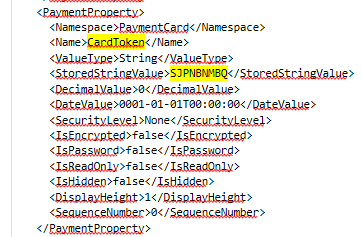 <PaymentProperty>
<Namespace>PaymentCard</Namespace>
<Name>CardToken</Name>
<ValueType>String</ValueType>
<StoredStringValue>SJPNBNMBQ</StoredStringValue>
<DecimalValue>0</DecimalValue>
<DateValue>0001-01-01T00:00:00</DateValue>
<SecurityLevel>None</SecurityLevel>
<IsEncrypted>false</IsEncrypted>
<IsPassword>false</IsPassword>
<IsReadOnly>false</IsReadOnly>
<IsHidden>false</IsHidden>
<DisplayHeight>1</DisplayHeight>
<SequenceNumber>0</SequenceNumber>
</PaymentProperty>